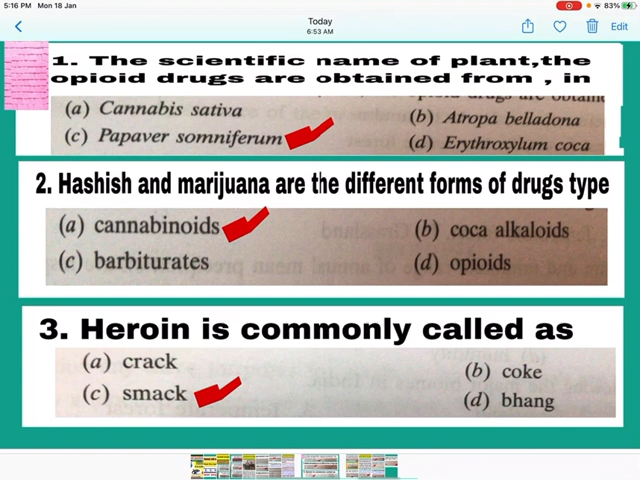 5:16 PM Mon 18 Jan
83%
Today
6:53 AM
Edit
1. The scientific name of plant,the
opioid drugs are obtained from , in
(a) Cannabis sativa
(b) Atropa belladona
(c) Papaver somniferum
(d) Erythroxylum coca
2. Hashish and marijuana are the different forms of drugs type
(a) cannabinoids
(b) coca alkaloids
(c) barbiturates
(d) opioids
3. Heroin is commonly called as
(a) crack
(b) coke
(c) smack
(d) bhang